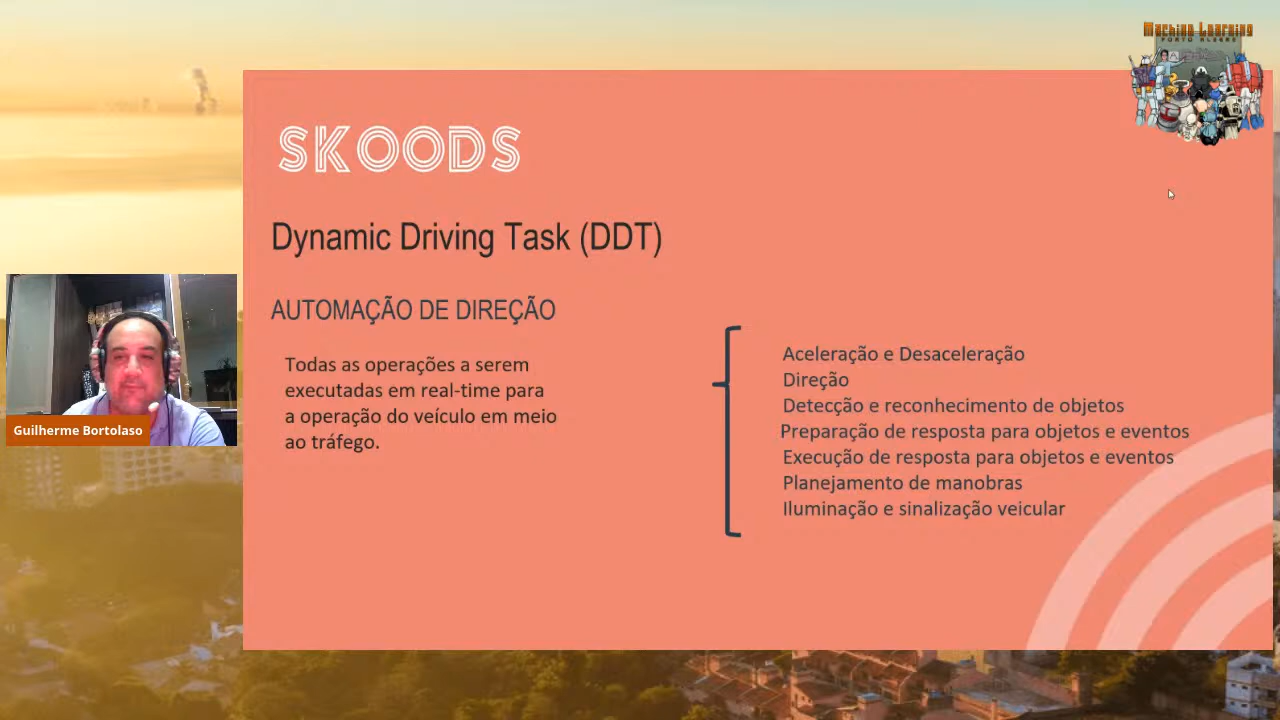 Machine Learning
PORTO ALEGRE
SKOODS
Dynamic Driving Task (DDT)
AUTOMAÇÃO DE DIREÇÃO
Todas as operações a serem
executadas em real-time para
a operação do veículo em meio
ao tráfego.
Aceleração e Desaceleração
Direção
Detecção e reconhecimento de objetos
Preparação de resposta para objetos e eventos
Execução de resposta para objetos e eventos
Planejamento de manobras
Iluminação e sinalização veicular
Guilherme Bortolaso